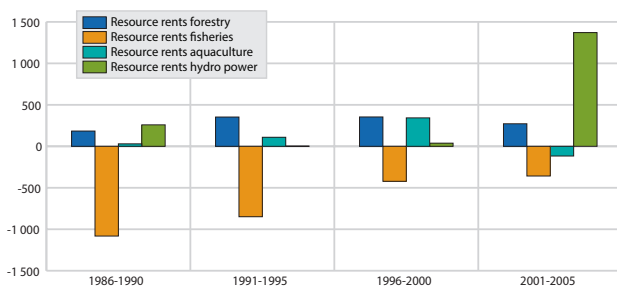 Resource rents forestry
Resource rents fisheries
Resource rents aquaculture
Resource rents hydro power
1 500
1 000
500
0
-500
-1 000
-1 500
1986-1990 1991-1995 1996-2000 2001-2005